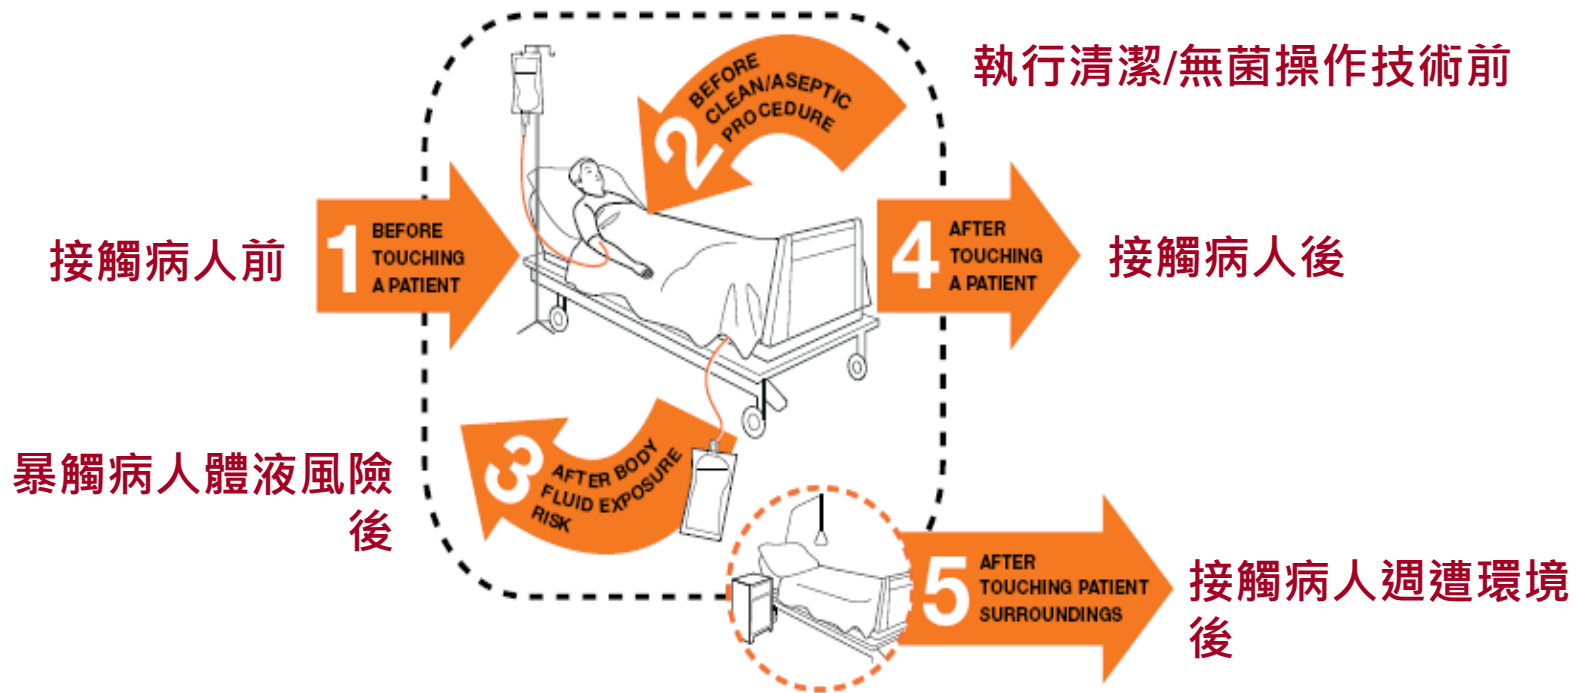 執行清潔/無菌操作技術前
2
BEFORE
CLEAN/ASEPTIC
PROCEDURE
接觸病人前
1
BEFORE
TOUCHING
A PATIENT
4
AFTER
TOUCHING
A PATIENT
接觸病人後
暴觸病人體液風險
後
3
AFTER BODY
FLUID EXPOSURE
RISK
5
AFTER
TOUCHING PATIENT
SURROUNDINGS
接觸病人週遭環境
後